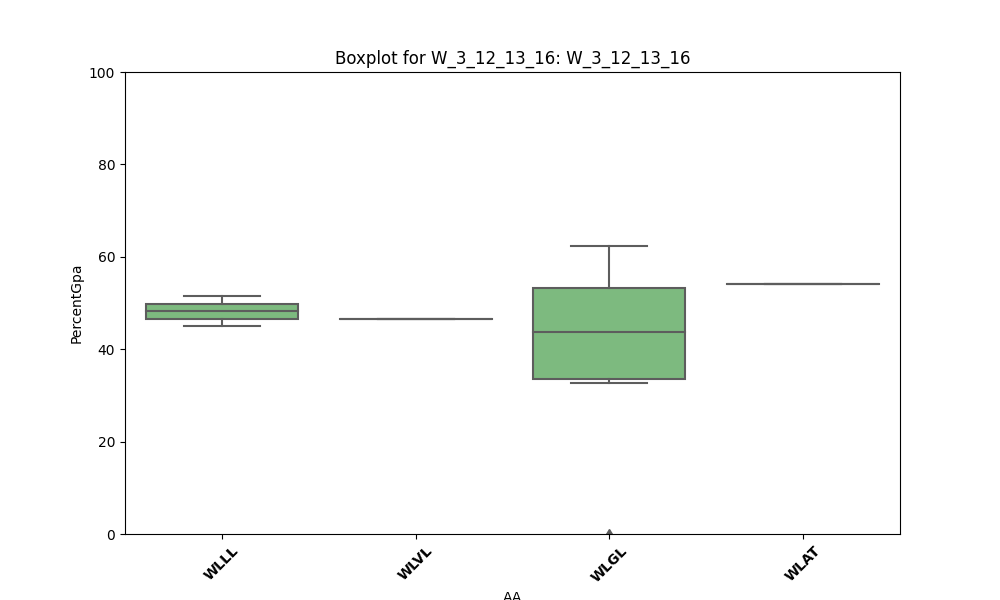 Boxplot for W_3_12_13_16: W_3_12_13_16
100
80
60
40
20
0
PercentGpa
WLLL
WLVL
WLGL
WLAT
AA